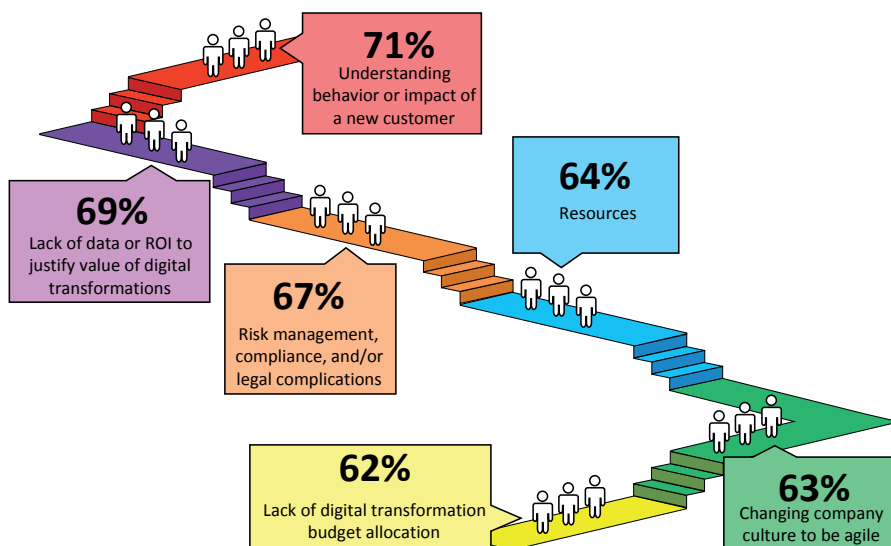 71%
Understanding
behavior or impact of
a new customer
69%
Lack of data or ROI to
justify value of digital
transformations
67%
Risk management,
compliance, and/or
legal complications
64%
Resources
63%
Changing company
culture to be agile
62%
Lack of digital transformation
budget allocation